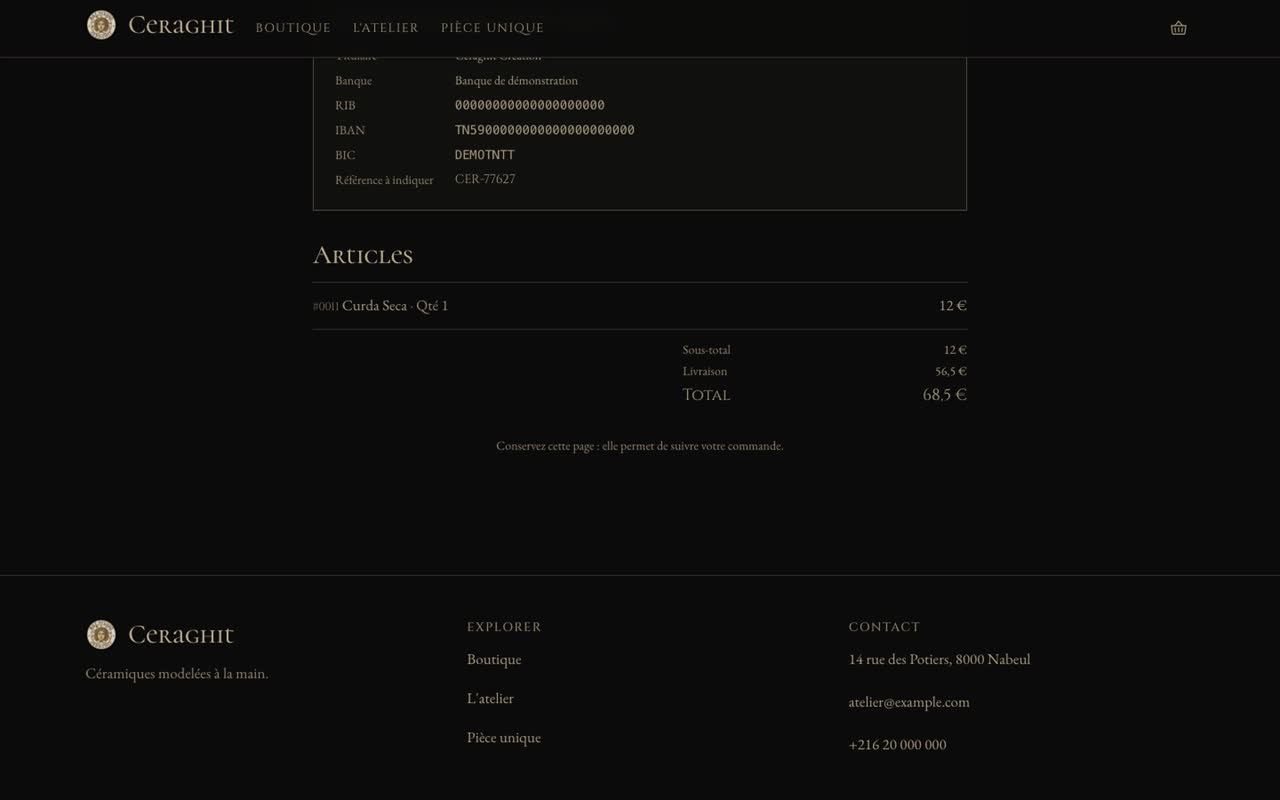 Ceraghit BOUTIQUE L'ATELIER PIÈCE UNIQUE
Titulaire Ceraghit Création
Banque Banque de démonstration
RIB 00000000000000000000
IBAN TN5900000000000000000000
BIC DEMOTNTT
Référence à indiquer CER-77627
Articles
#0011 Curda Seca · Qté 1 12 €
Sous-total 12 €
Livraison 56,5 €
Total 68,5 €
Conservez cette page : elle permet de suivre votre commande.
Ceraghit
Céramiques modelées à la main.
EXPLORER
Boutique
L'atelier
Pièce unique
CONTACT
14 rue des Potiers, 8000 Nabeul
atelier@example.com
+216 20 000 000